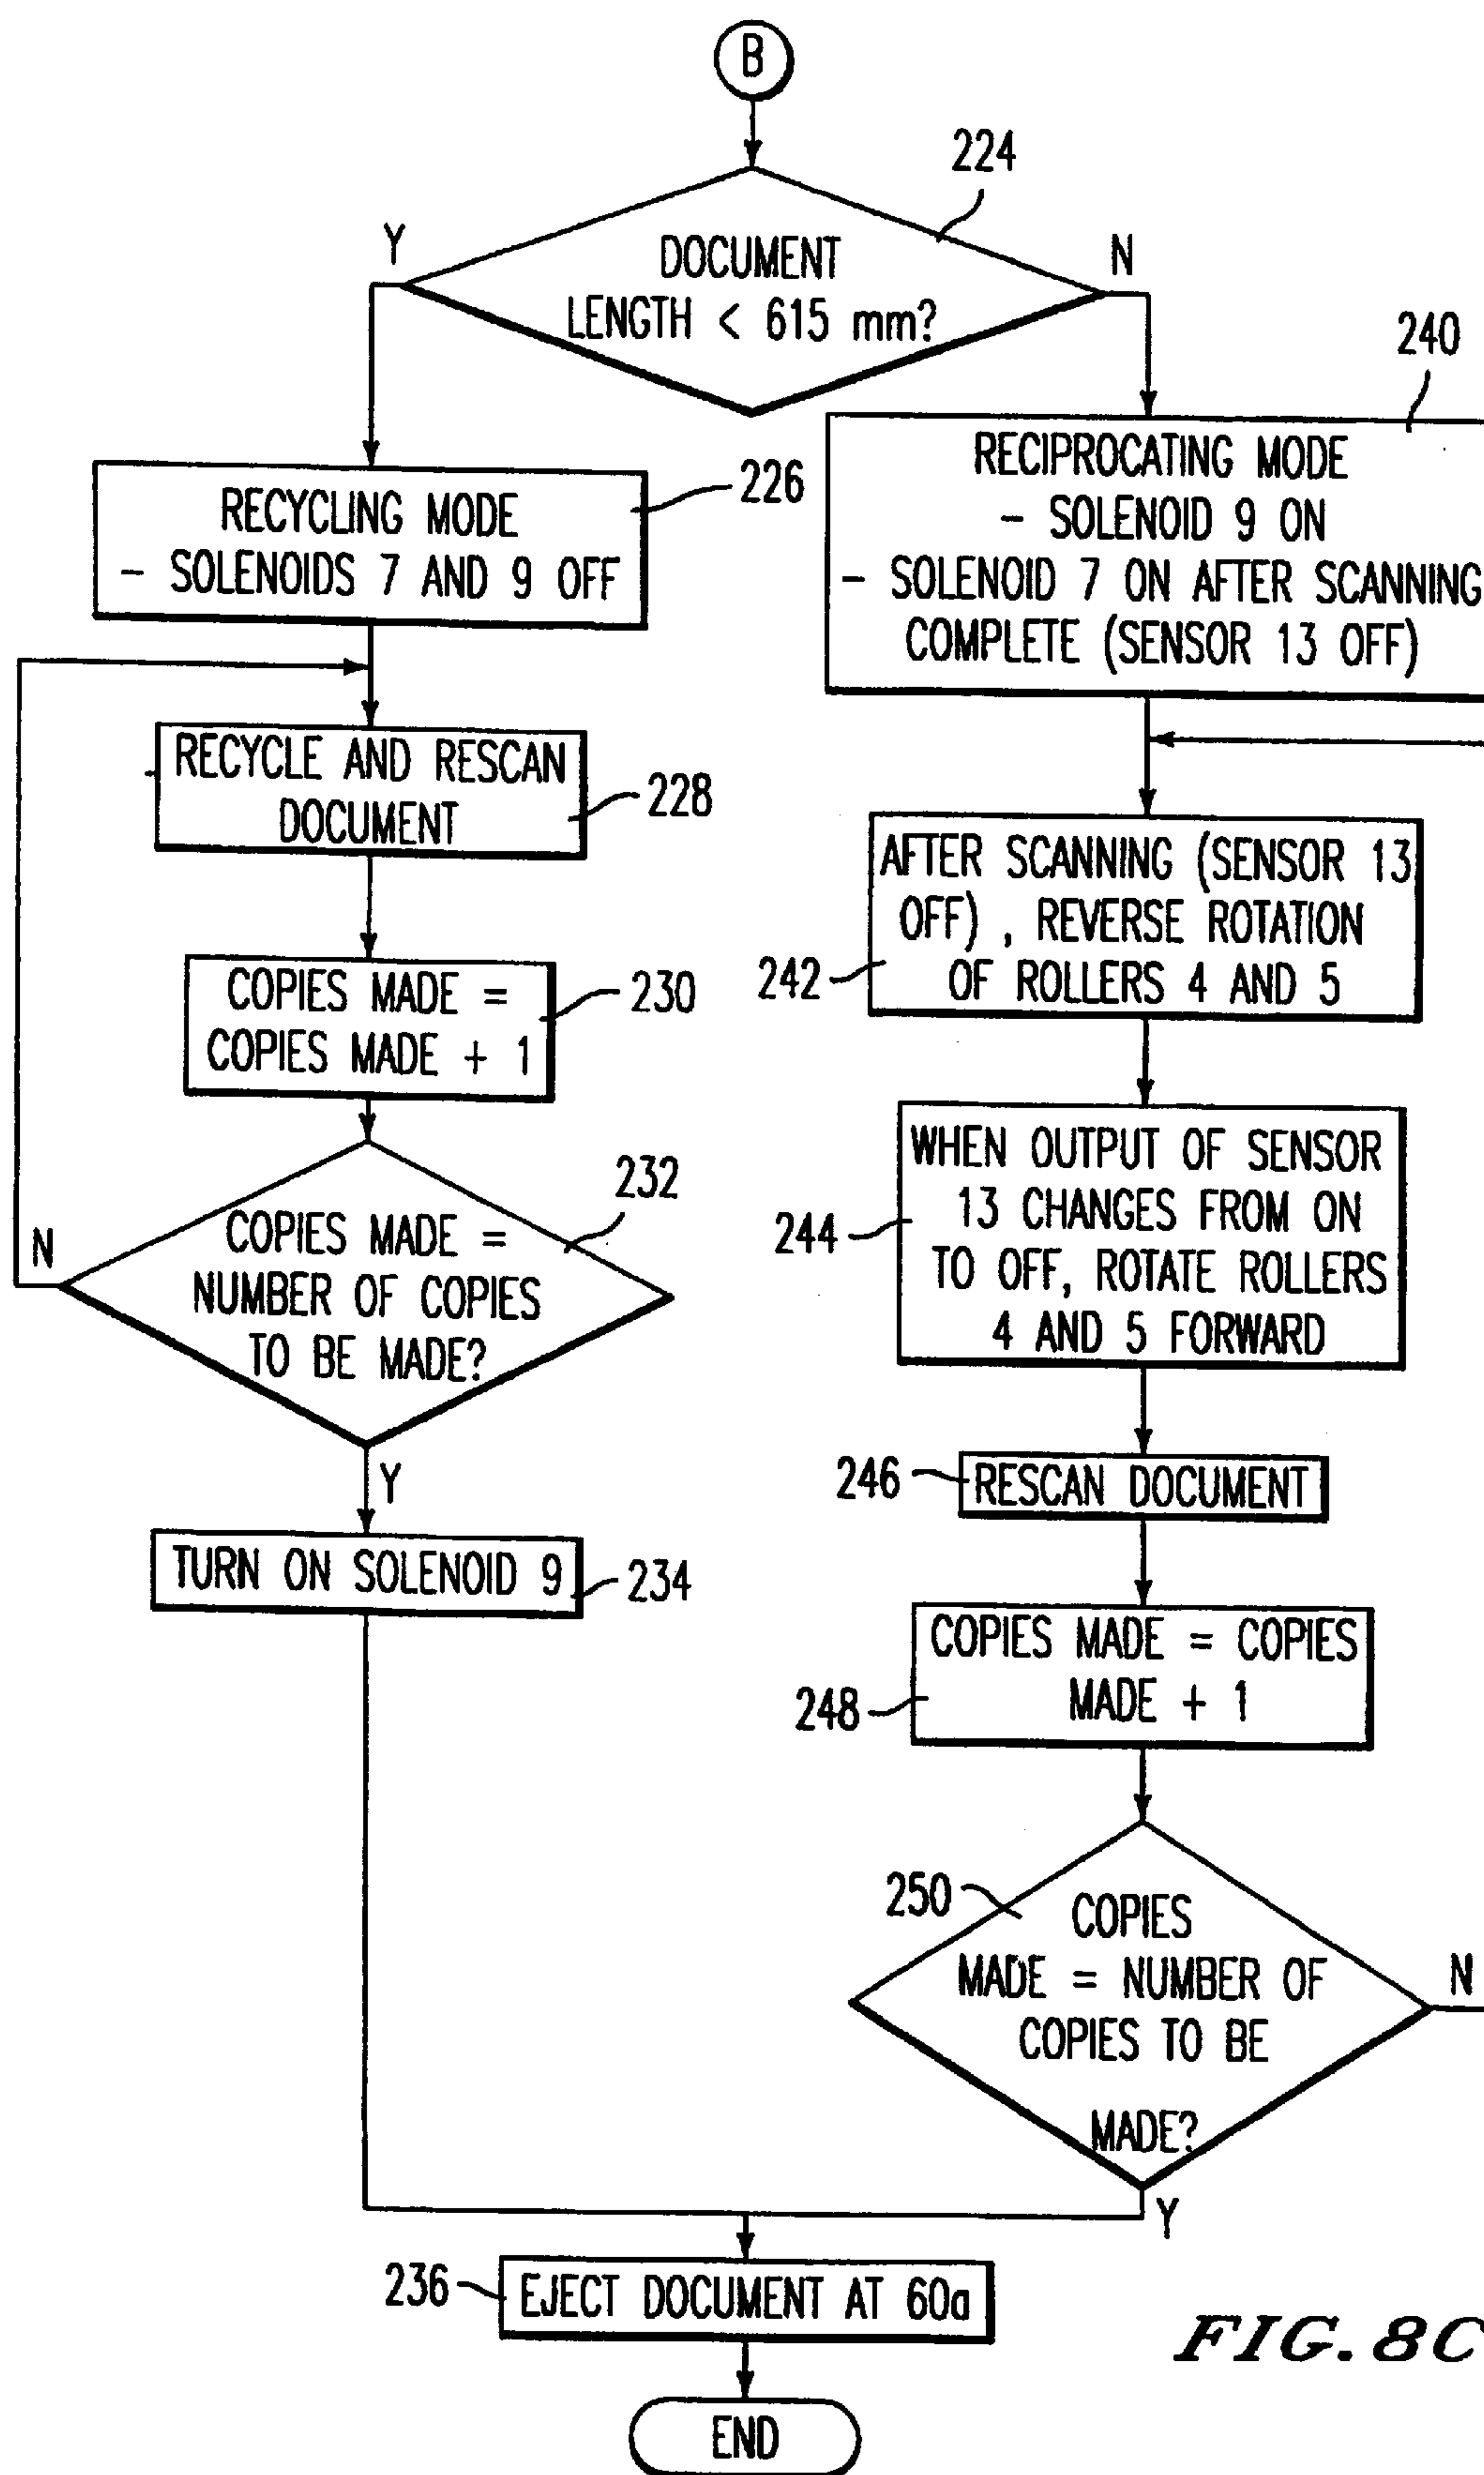 B
224
DOCUMENT
LENGTH < 615 mm?
Y
N
226
RECYCLING MODE
- SOLENOIDS 7 AND 9 OFF
228
RECYCLE AND RESCAN
DOCUMENT
230
COPIES MADE =
COPIES MADE + 1
232
COPIES MADE =
NUMBER OF COPIES
TO BE MADE?
N
Y
TURN ON SOLENOID 9
234
240
RECIPROCATING MODE
- SOLENOID 9 ON
- SOLENOID 7 ON AFTER SCANNING
COMPLETE (SENSOR 13 OFF)
242
AFTER SCANNING (SENSOR 13
OFF) , REVERSE ROTATION
OF ROLLERS 4 AND 5
244
WHEN OUTPUT OF SENSOR
13 CHANGES FROM ON
TO OFF, ROTATE ROLLERS
4 AND 5 FORWARD
246
RESCAN DOCUMENT
248
COPIES MADE = COPIES
MADE + 1
250
COPIES
MADE = NUMBER OF
COPIES TO BE
MADE?
N
Y
236
EJECT DOCUMENT AT 60a
END
FIG. 8C